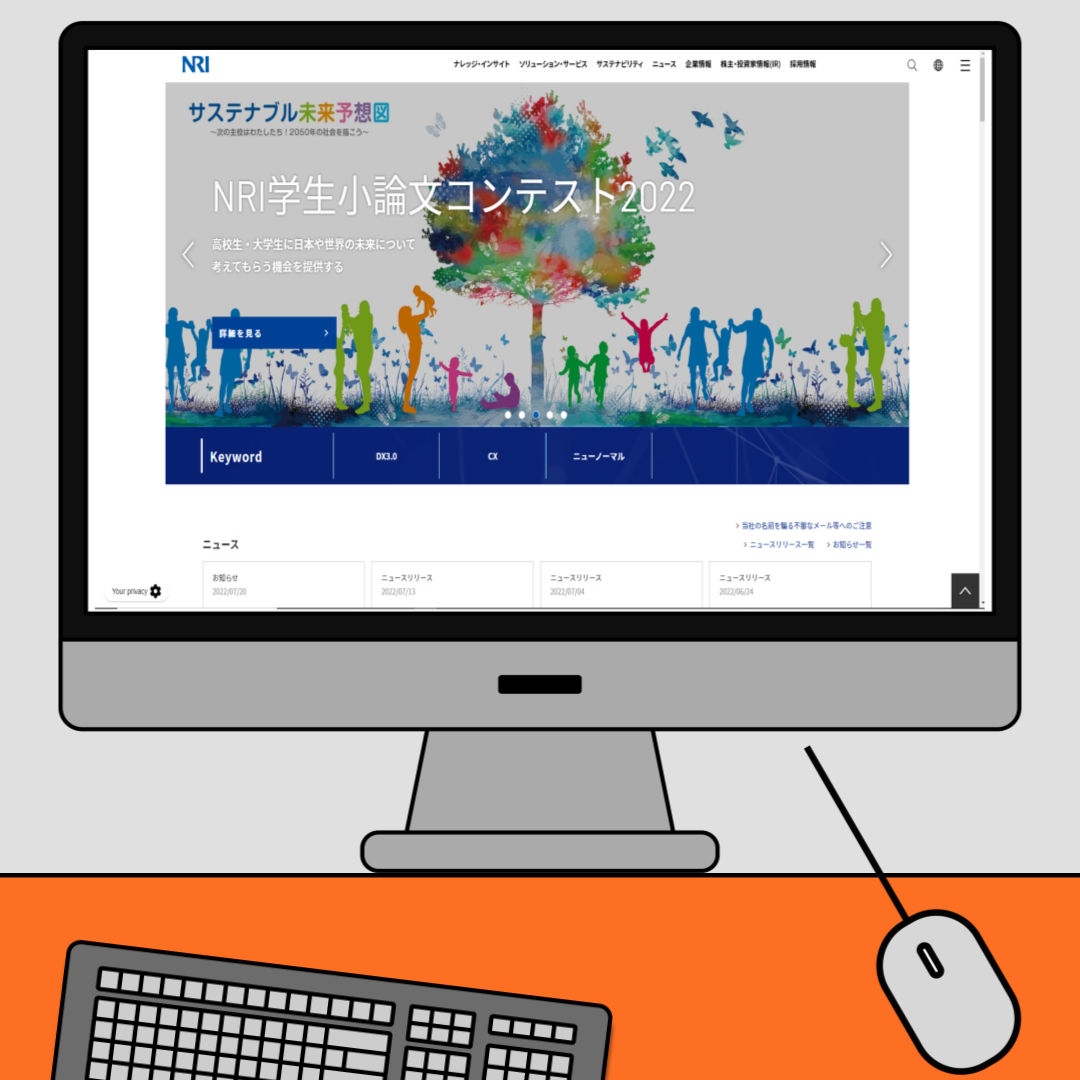 NRI
ナレッジ・インサイト ソリューション・サービス サステナビリティ ニュース 企業情報 株主・投資家情報(IR) 採用情報
サステナブル未来予想図
～次の主役はわたしたち！2050年の社会を描こう～
NRI学生小論文コンテスト2022
高校生・大学生に日本や世界の未来について
考えてもらう機会を提供する
詳細を見る
Keyword DX3.0 CX ニューノーマル
当社の名前を騙る不審なメール等へのご注意
ニュース
ニュースリリース一覧 お知らせ一覧
お知らせ ニュースリリース ニュースリリース ニュースリリース
2022/07/20 2022/07/13 2022/07/04 2022/06/24
Your privacy